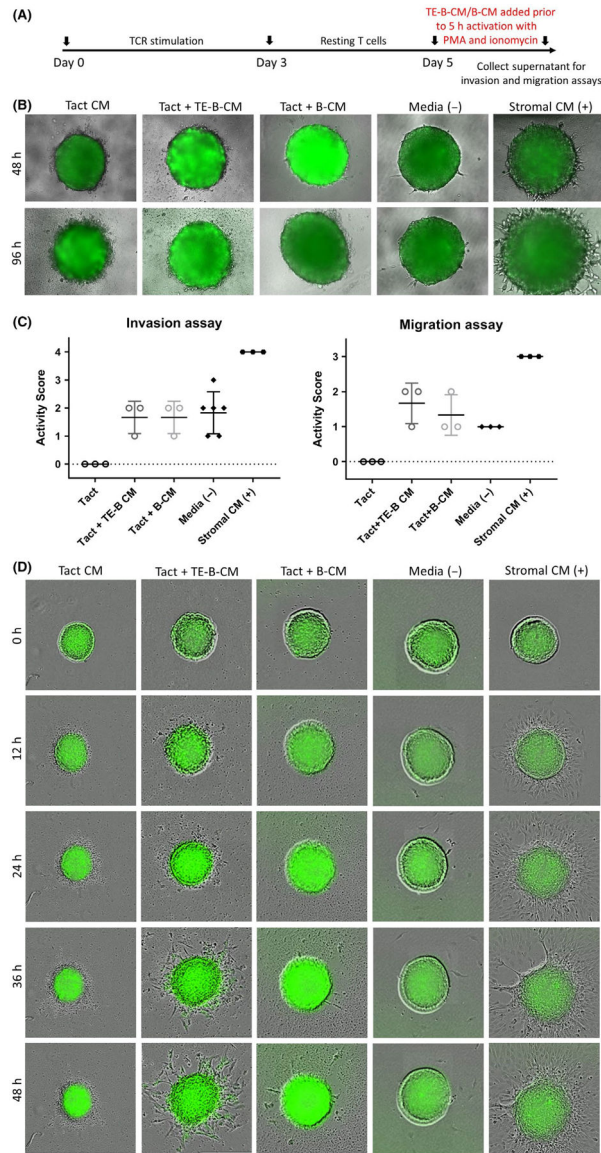 (A)
TE-B-CM/B-CM added prior
to 5 h activation with
PMA and ionomycin
TCR stimulation
Resting T cells
Day 0
Day 3
Day 5
Collect supernatant for
invasion and migration assays
(B)
Tact CM
Tact + TE-B-CM
Tact + B-CM
Media (−)
Stromal CM (+)
48 h
96 h
(C)
Invasion assay
Activity Score
4
3
2
1
0
Tact
Tact + TE-B CM
Tact + B-CM
Media (−)
Stromal CM (+)
Migration assay
Activity Score
3
2
1
0
Tact
Tact+TE-B CM
Tact+B-CM
Media (−)
Stromal CM (+)
(D)
Tact CM
Tact + TE-B-CM
Tact + B-CM
Media (−)
Stromal CM (+)
0 h
12 h
24 h
36 h
48 h